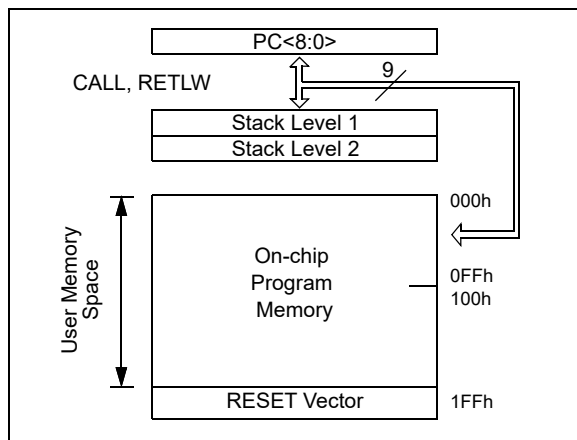 PC<8:0>
CALL, RETLW
9
Stack Level 1
Stack Level 2
000h
User Memory
Space
On-chip
Program
Memory
0FFh
100h
RESET Vector
1FFh